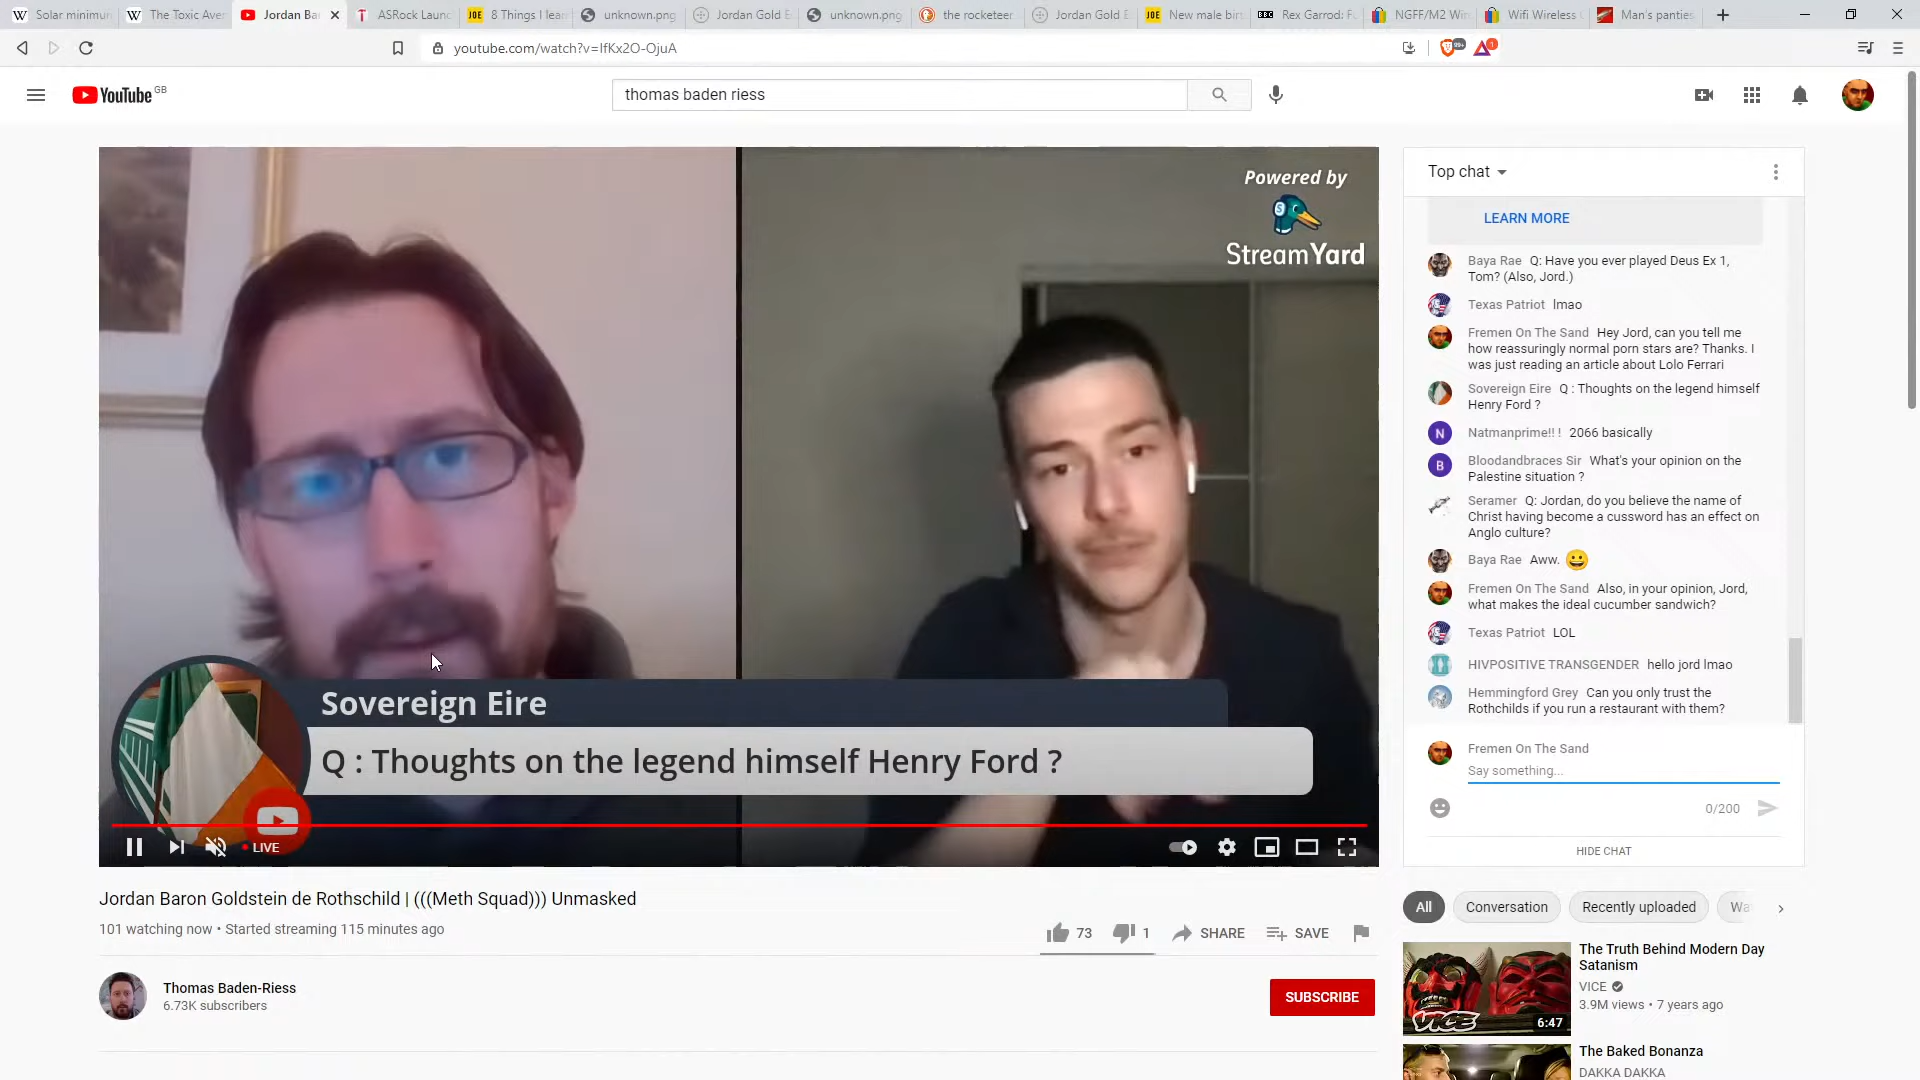 Solar minimun
The Toxic Aven
Jordan Ba
ASRock Laun
8 Things I lea
unknown.png
Jordan Gold E
unknown.png
the rocketeer
Jordan Gold E
New male bir
Rex Garrod: F
NGFF/M2 Wi
Wifi Wireless
Man's panties
youtube.com/watch?v=IfKx2O-OjuA
99+
1
YouTube GB
thomas baden riess
Powered by
StreamYard
Sovereign Eire
Q : Thoughts on the legend himself Henry Ford ?
LIVE
Top chat
LEARN MORE
Baya Rae Q: Have you ever played Deus Ex 1,
Tom? (Also, Jord.)
Texas Patriot lmao
Fremen On The Sand Hey Jord, can you tell me
how reassuringly normal porn stars are? Thanks. I
was just reading an article about Lolo Ferrari
Sovereign Eire Q : Thoughts on the legend himself
Henry Ford ?
N
Natmanprime!! ! 2066 basically
B
Bloodandbraces Sir What's your opinion on the
Palestine situation ?
Seramer Q: Jordan, do you believe the name of
Christ having become a cussword has an effect on
Anglo culture?
Baya Rae Aww. 😀
Fremen On The Sand Also, in your opinion, Jord,
what makes the ideal cucumber sandwich?
Texas Patriot LOL
HIVPOSITIVE TRANSGENDER hello jord lmao
Hemmingford Grey Can you only trust the
Rothchilds if you run a restaurant with them?
Fremen On The Sand
Say something...
0/200
HIDE CHAT
Jordan Baron Goldstein de Rothschild | (((Meth Squad))) Unmasked
101 watching now • Started streaming 115 minutes ago
73
1
SHARE
SAVE
Thomas Baden-Riess
6.73K subscribers
SUBSCRIBE
All
Conversation
Recently uploaded
Wa
The Truth Behind Modern Day
Satanism
VICE
3.9M views • 7 years ago
VICE
6:47
The Baked Bonanza
DAKKA DAKKA